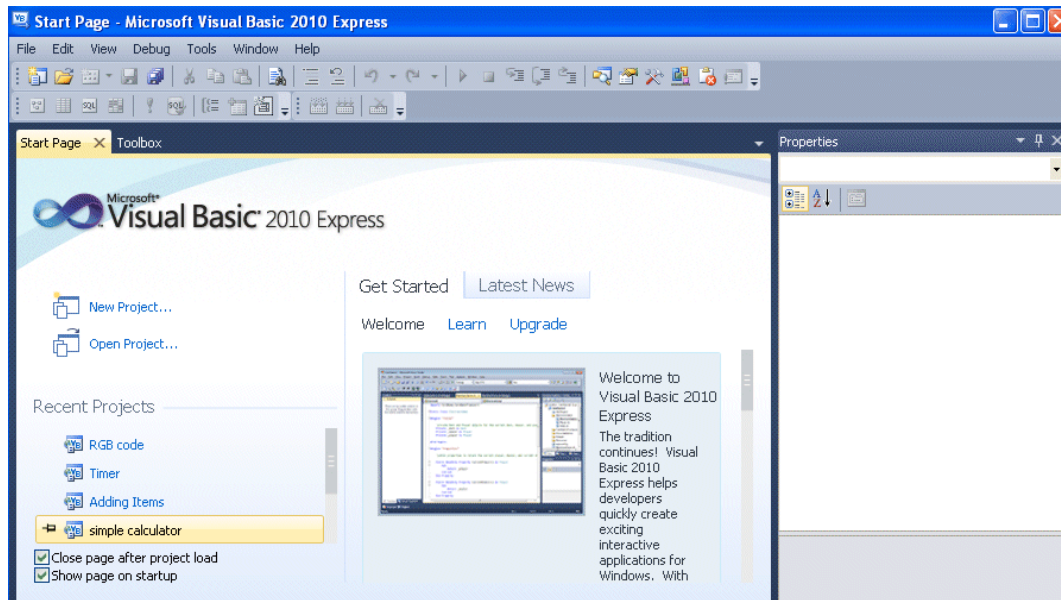 Start Page - Microsoft Visual Basic 2010 Express
File Edit View Debug Tools Window Help
Start Page Toolbox
Properties
Microsoft
Visual Basic 2010 Express
Get Started Latest News
New Project...
Welcome Learn Upgrade
Open Project...
Recent Projects
RGB code
Timer
Adding Items
simple calculator
Close page after project load
Show page on startup
Welcome to
Visual Basic 2010
Express
The tradition
continues! Visual
Basic 2010
Express helps
developers
quickly create
exciting
interactive
applications for
Windows. With